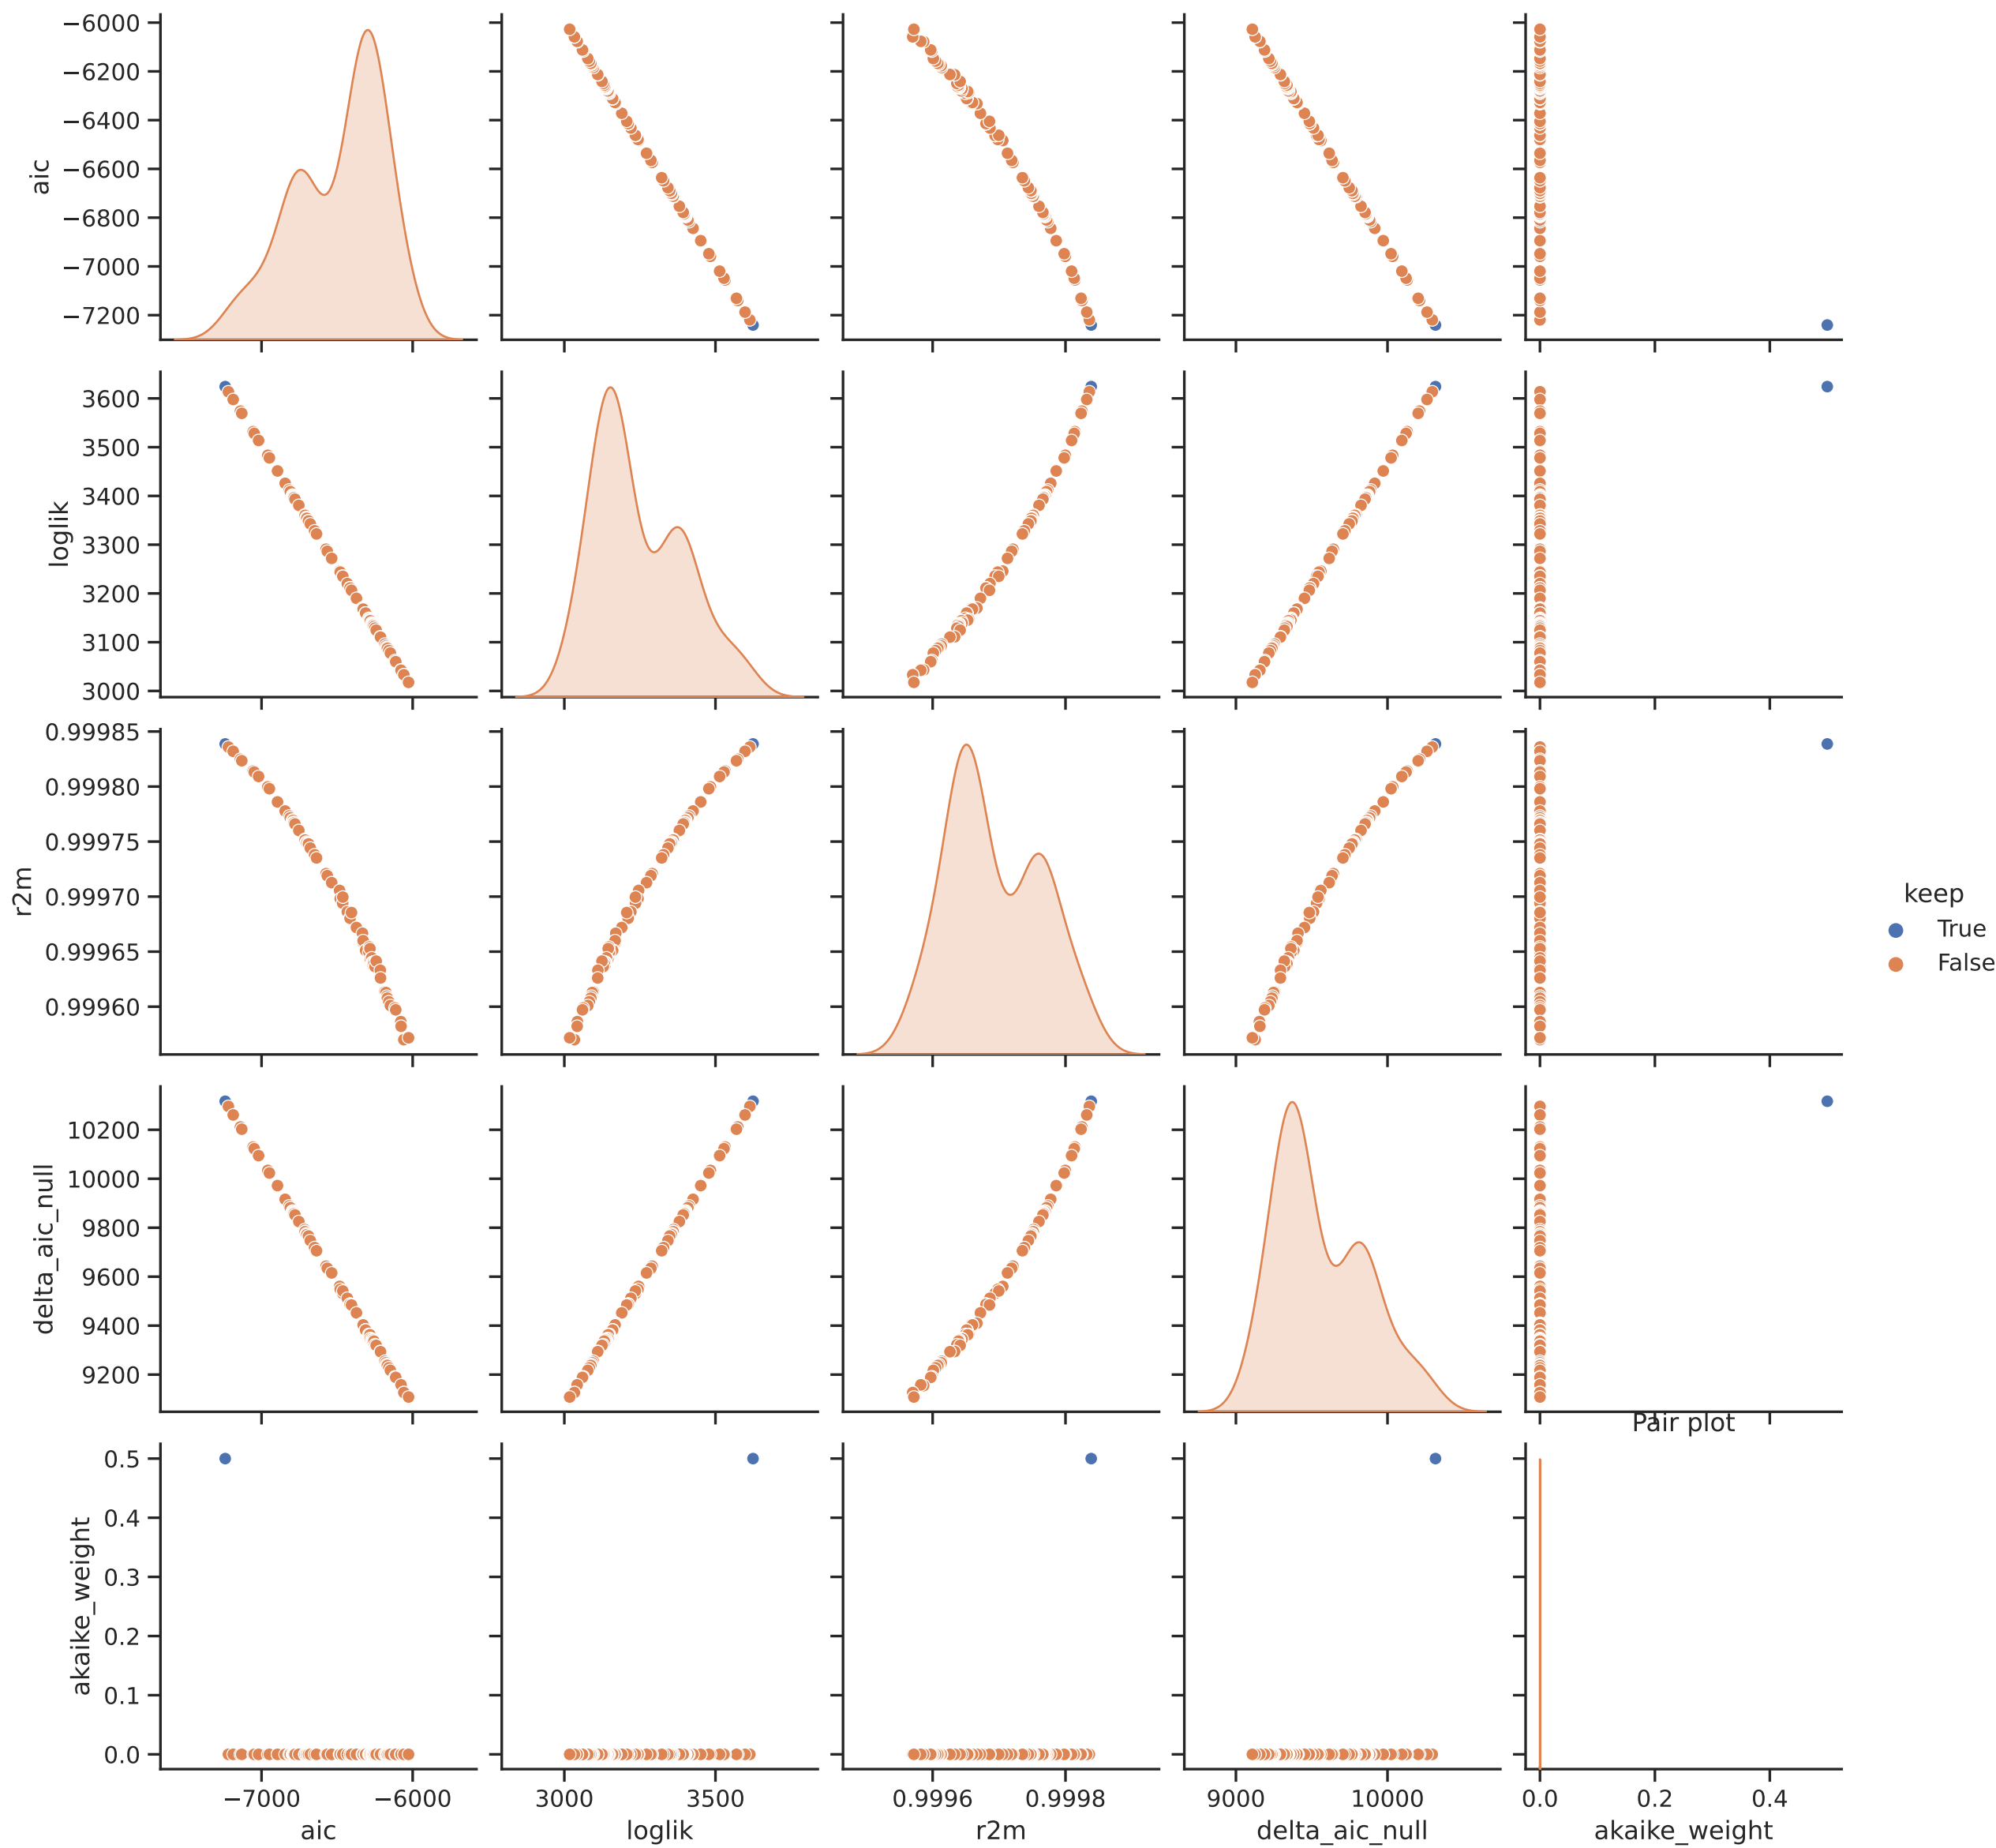 −6000
−6200
−6400
−6600
−6800
−7000
−7200
aic
3600
3500
3400
3300
3200
3100
3000
loglik
0.99985
0.99980
0.99975
0.99970
0.99965
0.99960
r2m
keep
True
False
10200
10000
9800
9600
9400
9200
delta_aic_null
Pair plot
0.5
0.4
0.3
0.2
0.1
0.0
akaike_weight
−7000 −6000
3000 3500
0.9996 0.9998
9000 10000
0.0 0.2 0.4
aic
loglik
r2m
delta_aic_null
akaike_weight